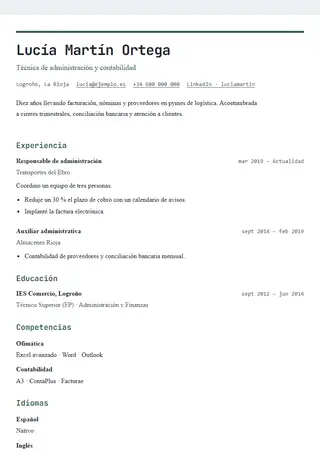 Lucía Martín Ortega
Técnica de administración y contabilidad
Logroño, La Rioja lucia@ejemplo.es +34 600 000 000 LinkedIn · luciamartin
Diez años llevando facturación, nóminas y proveedores en pymes de logística. Acostumbrada
a cierres trimestrales, conciliación bancaria y atención a clientes.
Experiencia
Responsable de administración mar 2019 – Actualidad
Transportes del Ebro
Coordino un equipo de tres personas.
• Reduje un 30 % el plazo de cobro con un calendario de avisos.
• Implanté la factura electrónica.
Auxiliar administrativa sept 2014 – feb 2019
Almacenes Rioja
• Contabilidad de proveedores y conciliación bancaria mensual.
Educación
IES Comercio, Logroño sept 2012 – jun 2014
Técnico Superior (FP) · Administración y Finanzas
Competencias
Ofimática
Excel avanzado · Word · Outlook
Contabilidad
A3 · ContaPlus · Facturae
Idiomas
Español
Nativo
Inglés